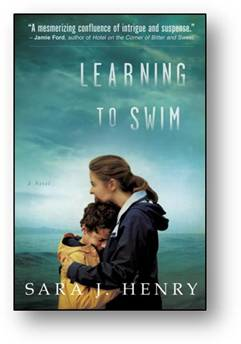 "A mesmerizing confluence of intrigue and suspense."
– Jamie Ford, author of Hotel on the Corner of Bitter and Sweet
LEARNING
TO SWIM
a Novel
SARA J. HENRY